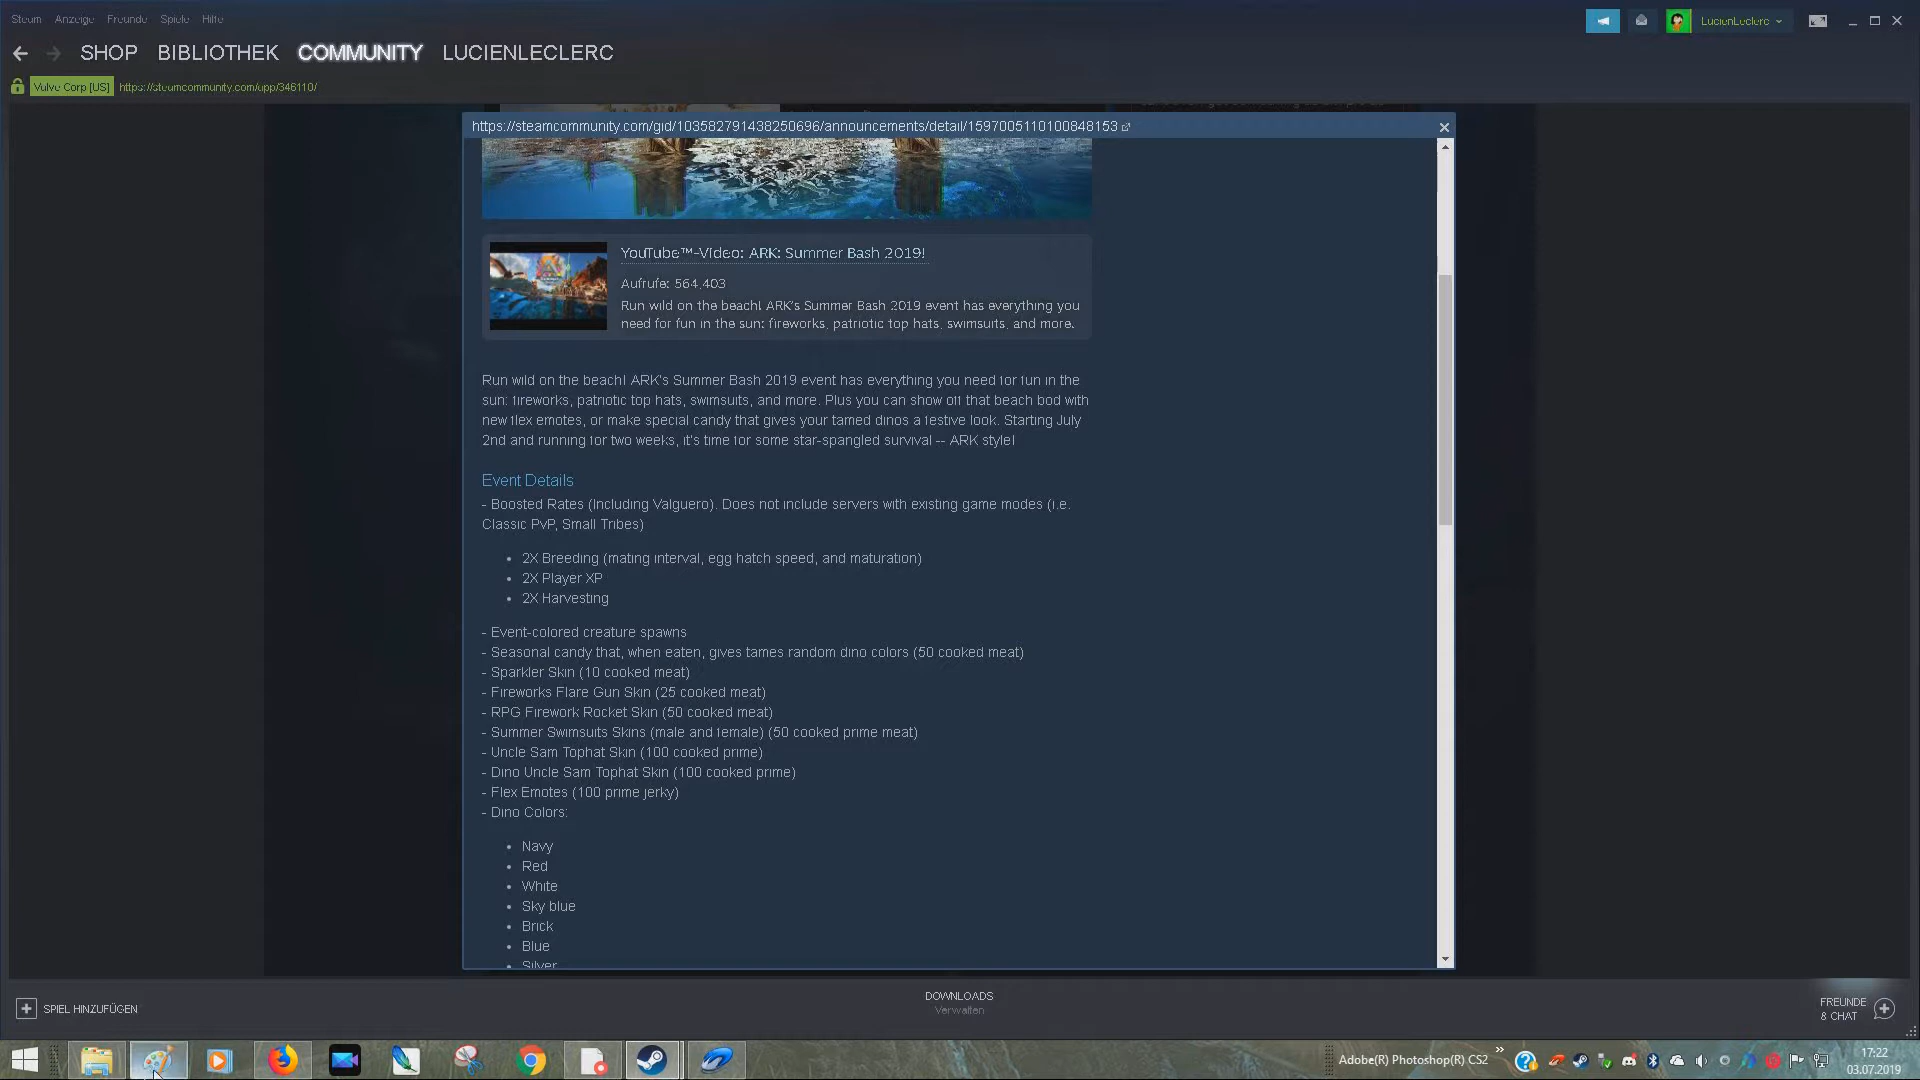 Steam Anzeige Freunde Spiele Hilfe
LucienLeclerc
SHOP BIBLIOTHEK COMMUNITY LUCIENLECLERC
Valve Corp [US] https://steamcommunity.com/app/346110/
https://steamcommunity.com/gid/103582791438250696/announcements/detail/1597005110100848153
YouTube™-Video: ARK: Summer Bash 2019!
Aufrufe: 564,403
Run wild on the beach! ARK's Summer Bash 2019 event has everything you
need for fun in the sun: fireworks, patriotic top hats, swimsuits, and more.
Run wild on the beach! ARK's Summer Bash 2019 event has everything you need for fun in the
sun: fireworks, patriotic top hats, swimsuits, and more. Plus you can show off that beach bod with
new flex emotes, or make special candy that gives your tamed dinos a festive look. Starting July
2nd and running for two weeks, it's time for some star-spangled survival -- ARK style!
Event Details
- Boosted Rates (Including Valguero). Does not include servers with existing game modes (i.e.
Classic PvP, Small Tribes)
• 2X Breeding (mating interval, egg hatch speed, and maturation)
• 2X Player XP
• 2X Harvesting
- Event-colored creature spawns
- Seasonal candy that, when eaten, gives tames random dino colors (50 cooked meat)
- Sparkler Skin (10 cooked meat)
- Fireworks Flare Gun Skin (25 cooked meat)
- RPG Firework Rocket Skin (50 cooked meat)
- Summer Swimsuits Skins (male and female) (50 cooked prime meat)
- Uncle Sam Tophat Skin (100 cooked prime)
- Dino Uncle Sam Tophat Skin (100 cooked prime)
- Flex Emotes (100 prime jerky)
- Dino Colors:
• Navy
• Red
• White
• Sky blue
• Brick
• Blue
• Silver
SPIEL HINZUFÜGEN
DOWNLOADS
Verwalten
FREUNDE
& CHAT
Adobe(R) Photoshop(R) CS2
17:22
03.07.2019